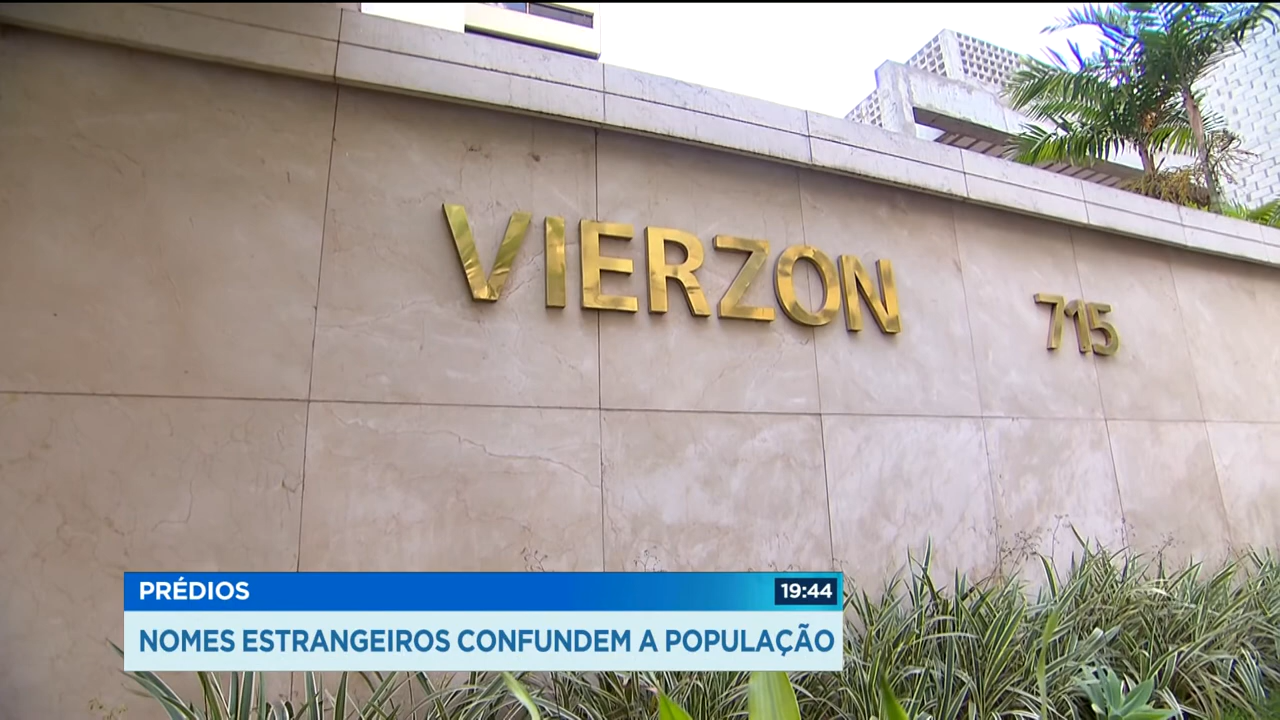 VIERZON 715
PRÉDIOS 19:44
NOMES ESTRANGEIROS CONFUNDEM A POPULAÇÃO